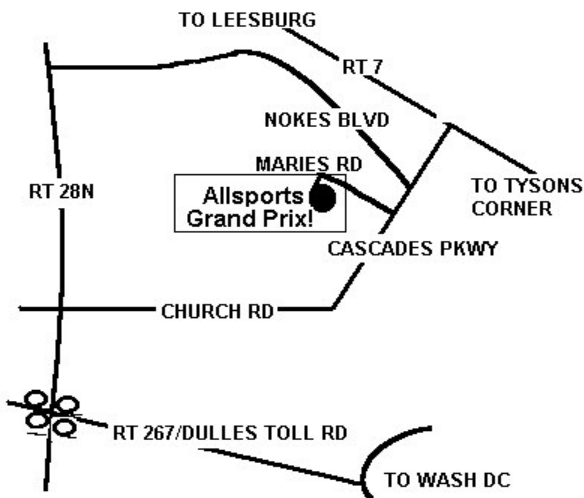 TO LEESBURG
RT 7
NOKES BLVD
MARIES RD
RT 28N
Allsports
Grand Prix!
TO TYSONS
CORNER
CASCADES PKWY
CHURCH RD
RT 267/DULLES TOLL RD
TO WASH DC